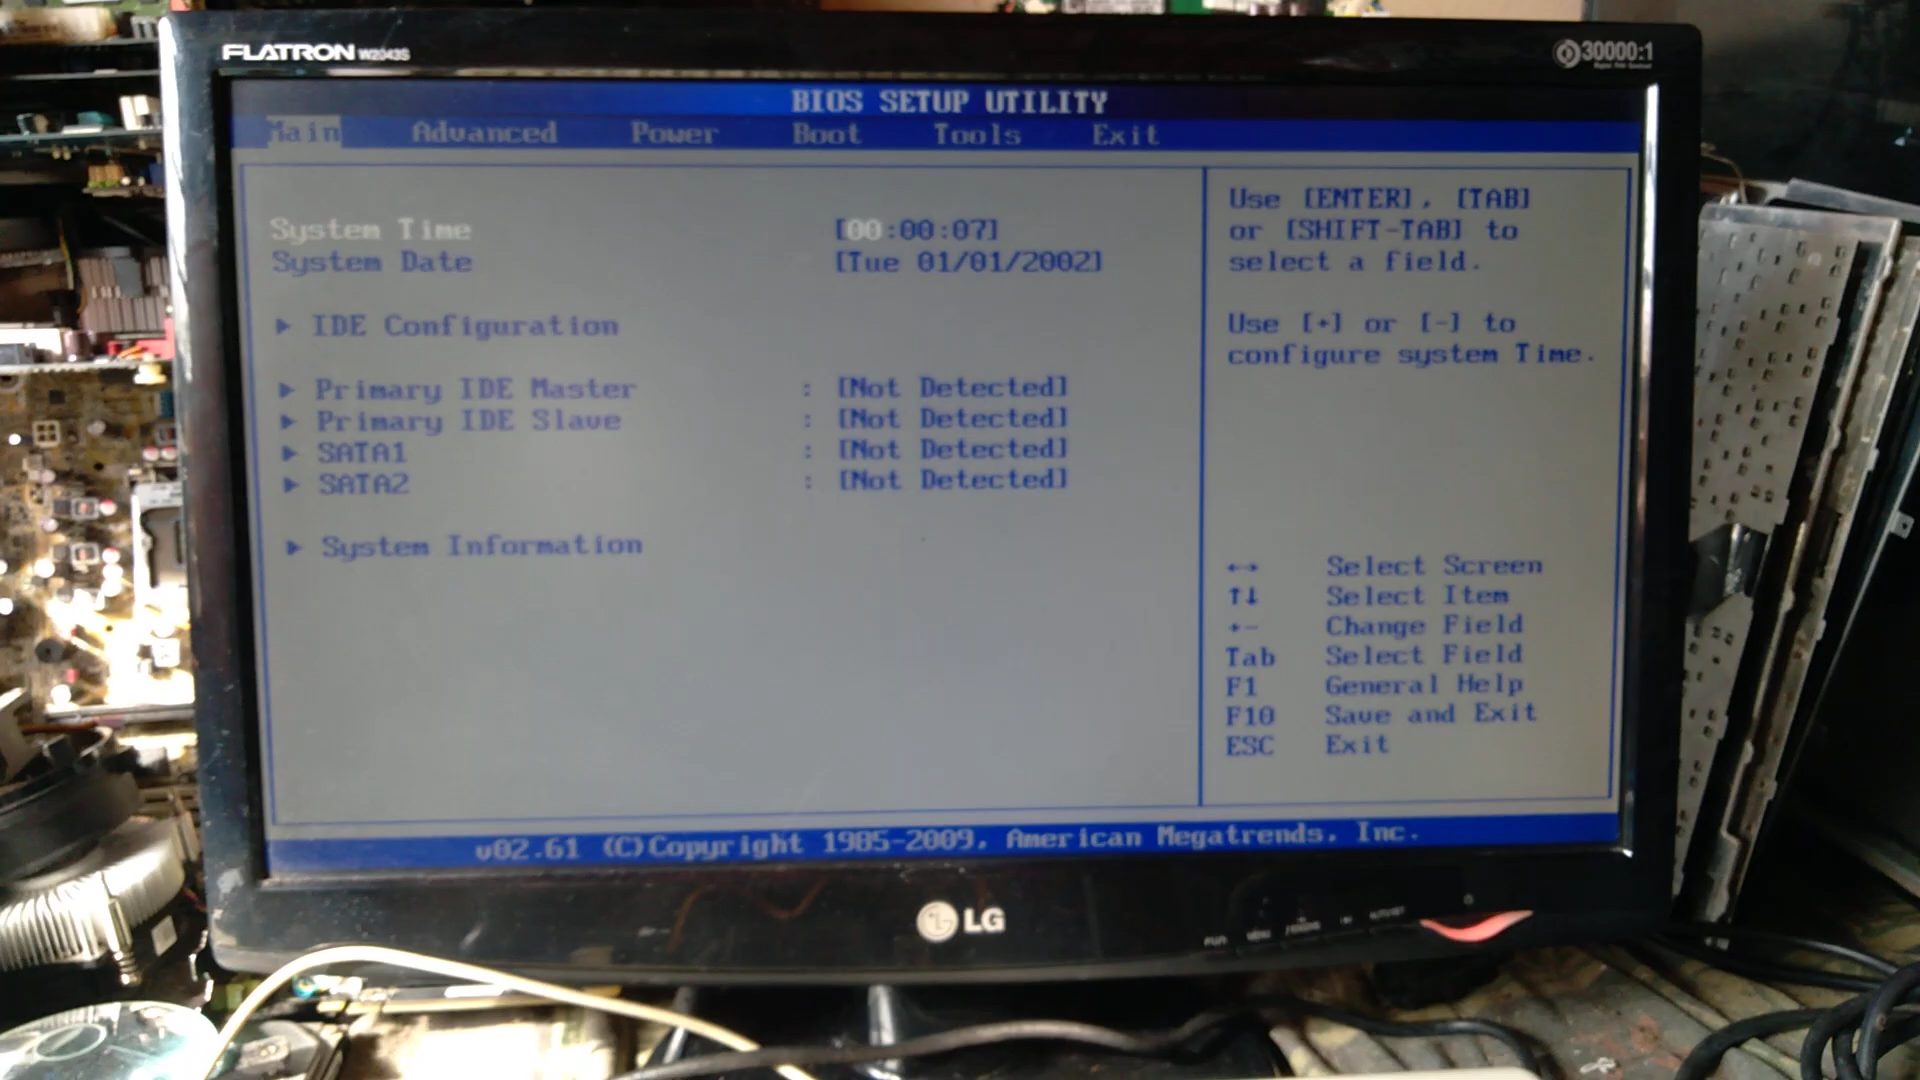 FLATRON W2043S
30000:1
BIOS SETUP UTILITY
Main Advanced Power Boot Tools Exit
System Time [00:00:07]
System Date [Tue 01/01/2002]
▶ IDE Configuration
▶ Primary IDE Master : [Not Detected]
▶ Primary IDE Slave : [Not Detected]
▶ SATA1 : [Not Detected]
▶ SATA2 : [Not Detected]
▶ System Information
Use [ENTER], [TAB]
or [SHIFT-TAB] to
select a field.
Use [+] or [-] to
configure system Time.
↔ Select Screen
↑↓ Select Item
+- Change Field
Tab Select Field
F1 General Help
F10 Save and Exit
ESC Exit
v02.61 (C)Copyright 1985-2009, American Megatrends, Inc.
LG